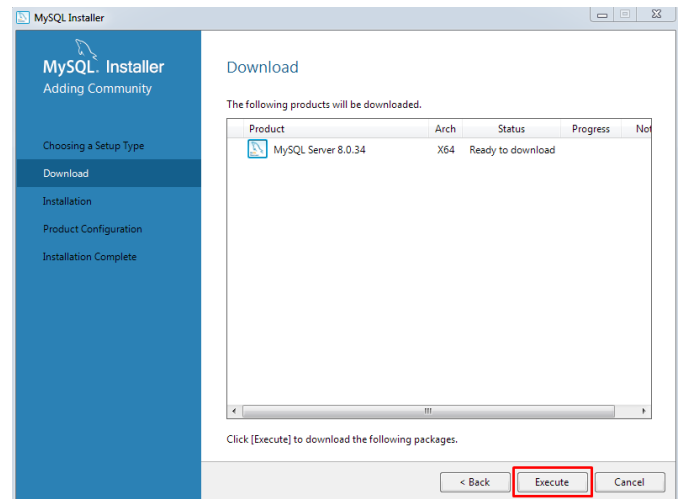 MySQL Installer
MySQL. Installer
Adding Community
Choosing a Setup Type
Download
Installation
Product Configuration
Installation Complete
Download
The following products will be downloaded.
Product Arch Status Progress Not
MySQL Server 8.0.34 X64 Ready to download
Click [Execute] to download the following packages.
< Back Execute Cancel